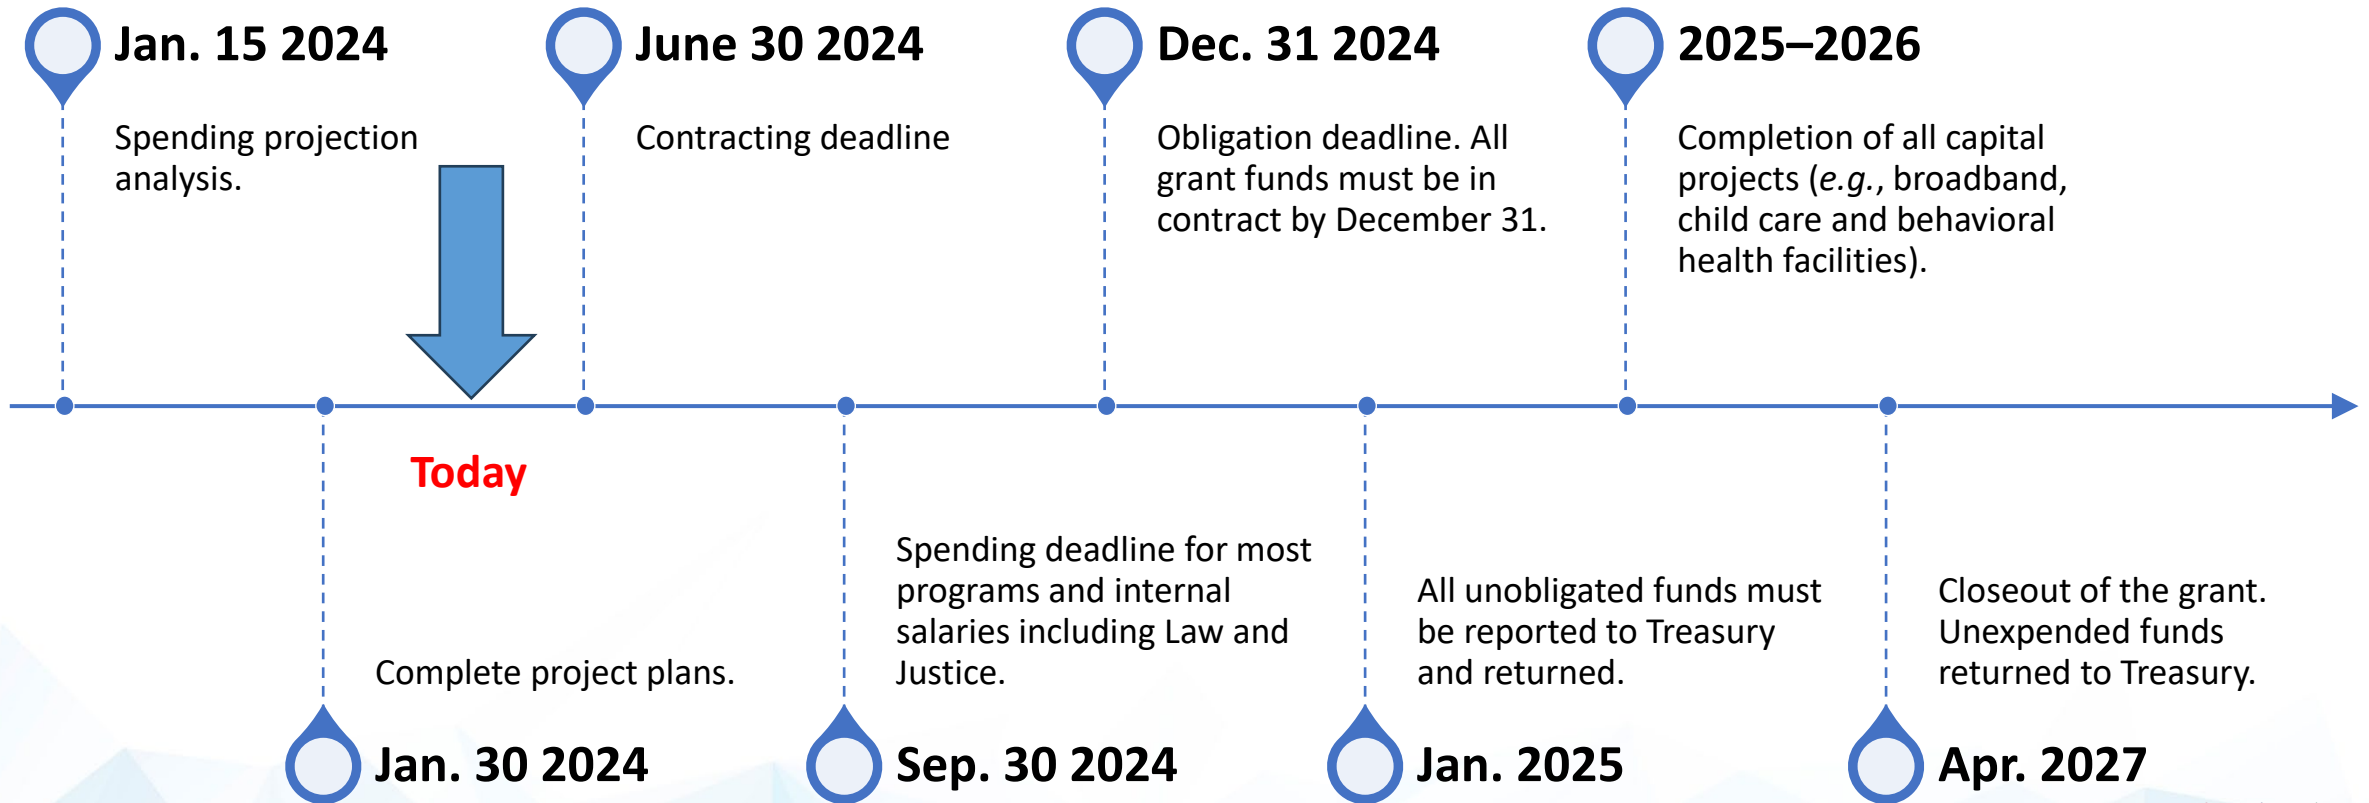 Jan. 15 2024
Spending projection
analysis.
June 30 2024
Contracting deadline
Dec. 31 2024
Obligation deadline. All
grant funds must be in
contract by December 31.
2025–2026
Completion of all capital
projects (e.g., broadband,
child care and behavioral
health facilities).
Today
Complete project plans.
Jan. 30 2024
Spending deadline for most
programs and internal
salaries including Law and
Justice.
Sep. 30 2024
All unobligated funds must
be reported to Treasury
and returned.
Jan. 2025
Closeout of the grant.
Unexpended funds
returned to Treasury.
Apr. 2027